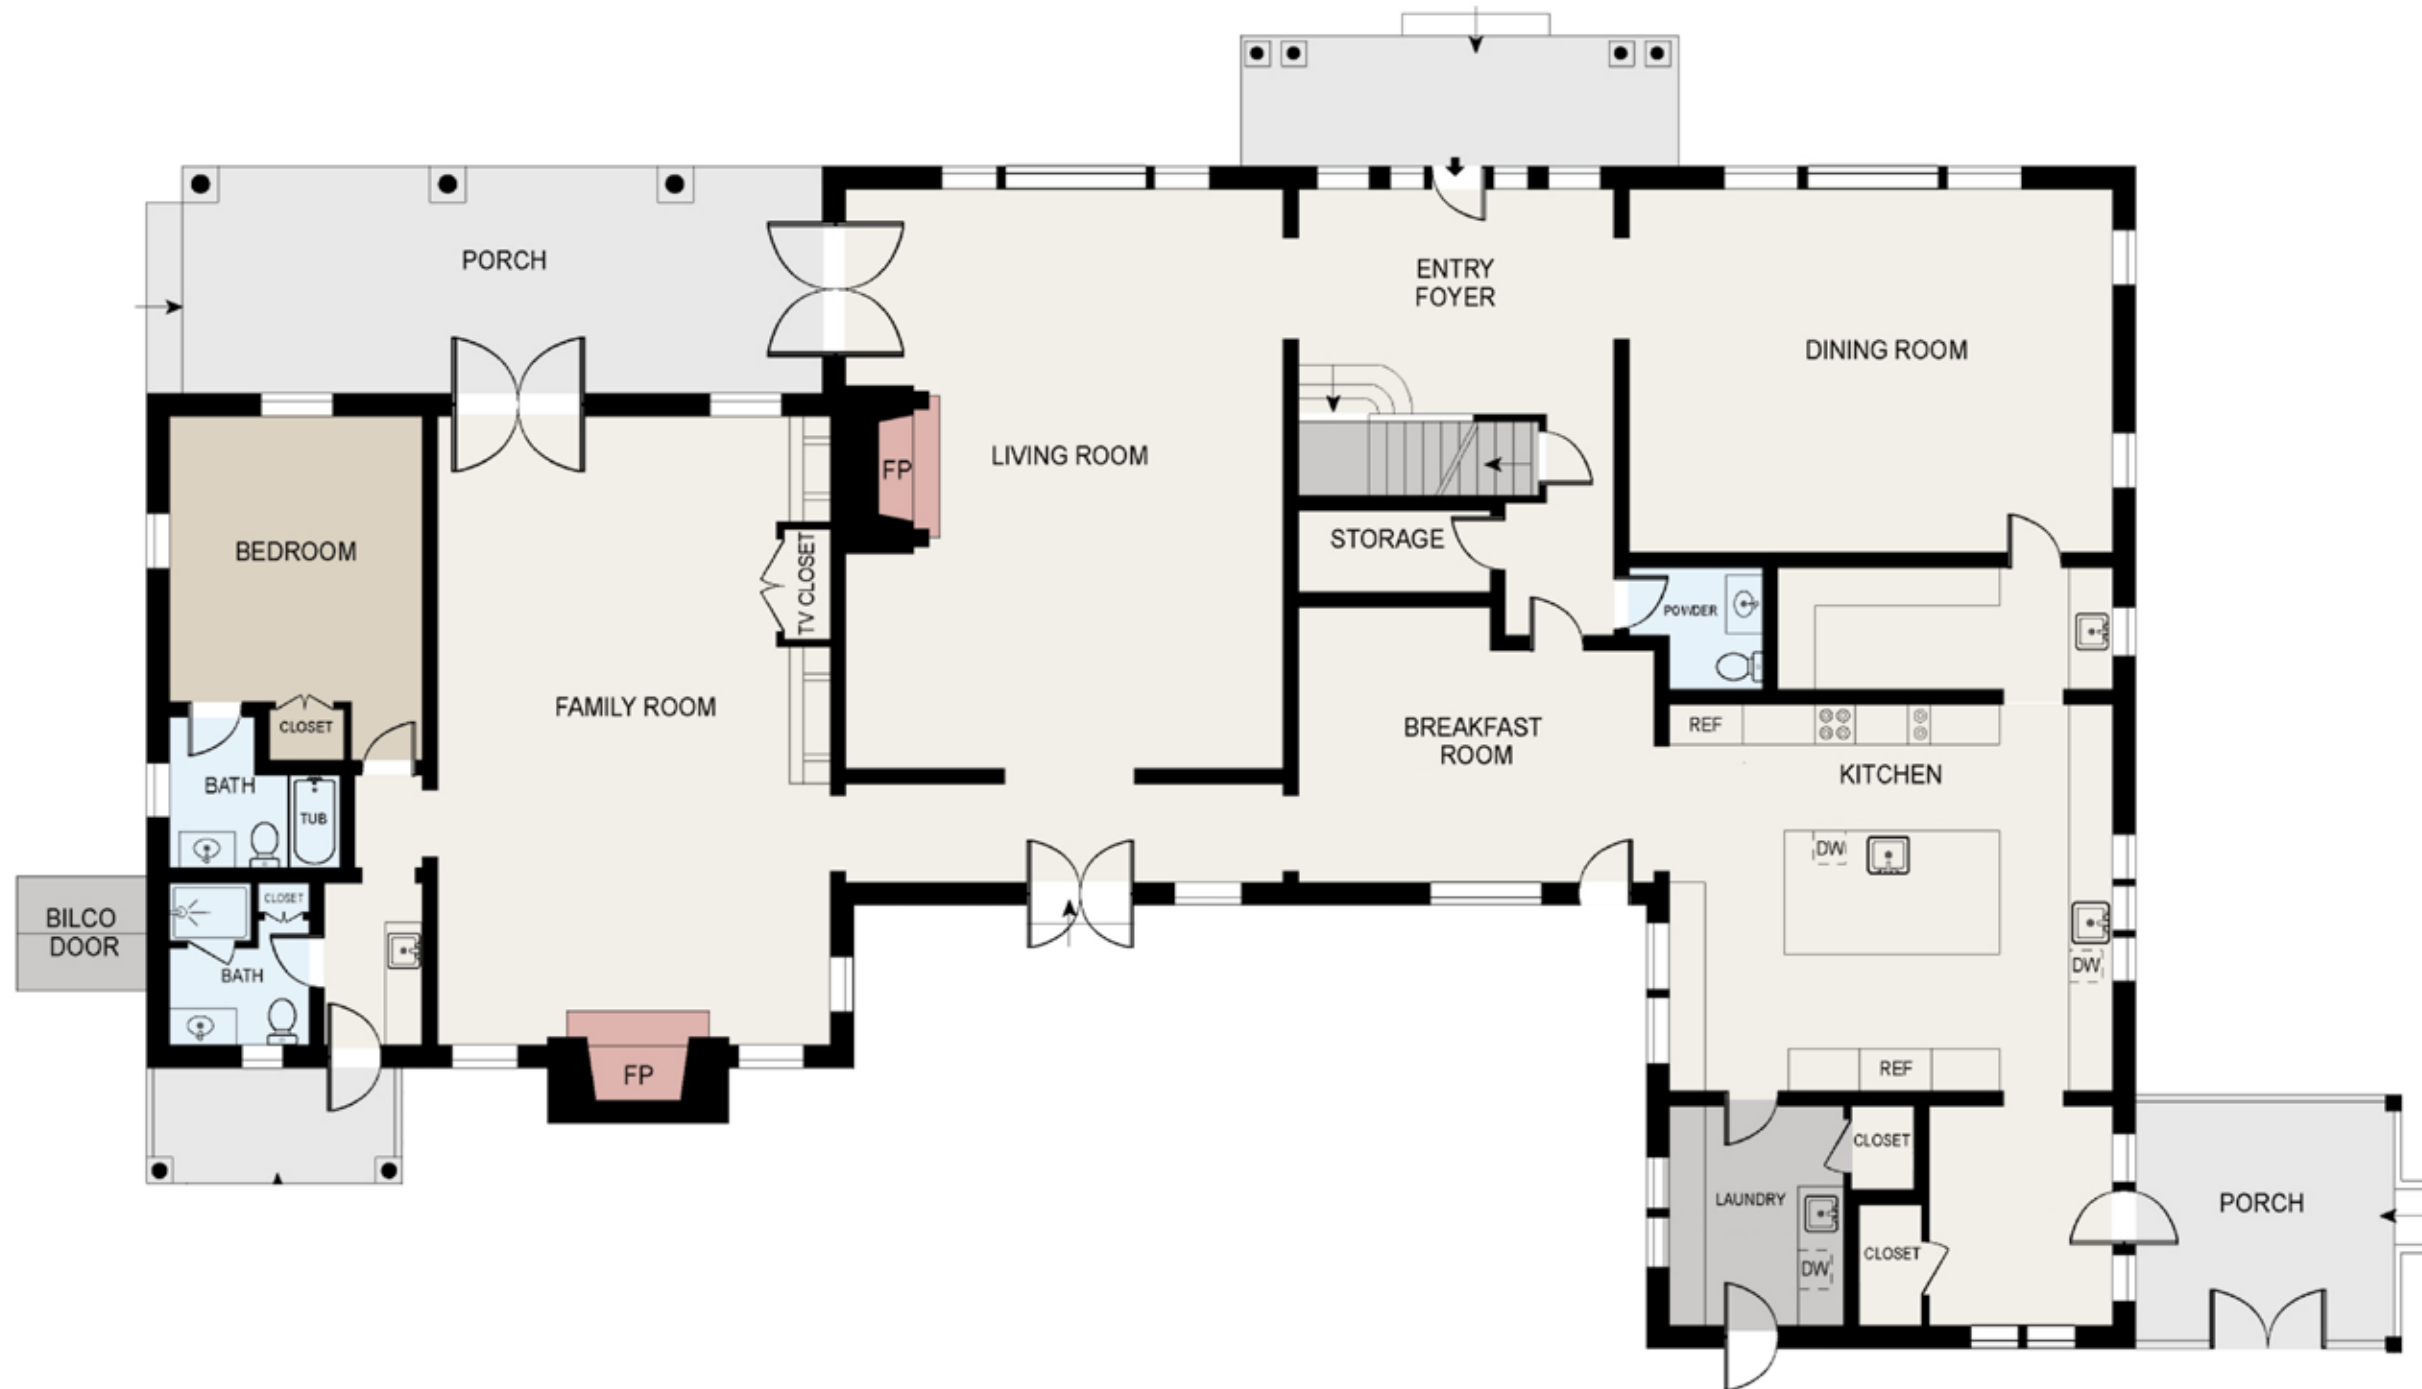 PORCH
ENTRY
FOYER
DINING ROOM
LIVING ROOM
FP
STORAGE
BEDROOM
TV CLOSET
POWDER
FAMILY ROOM
CLOSET
REF
BREAKFAST
ROOM
KITCHEN
BATH
TUB
DW
CLOSET
BILCO
DOOR
BATH
DW
REF
FP
CLOSET
LAUNDRY
PORCH
CLOSET
DW